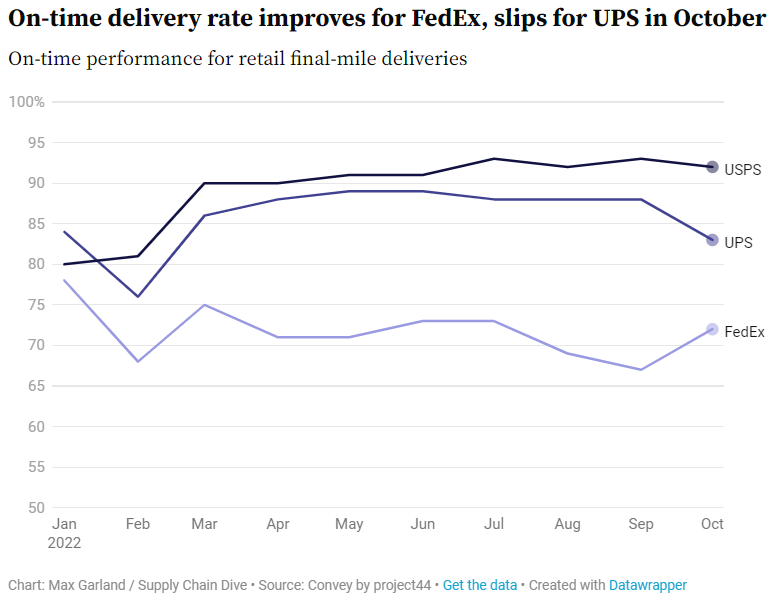 On-time delivery rate improves for FedEx, slips for UPS in October
On-time performance for retail final-mile deliveries
100%
95
90
85
80
75
70
65
60
55
50
USPS
UPS
FedEx
Jan Feb Mar Apr May Jun Jul Aug Sep Oct
2022
Chart: Max Garland / Supply Chain Dive • Source: Convey by project44 • Get the data • Created with Datawrapper